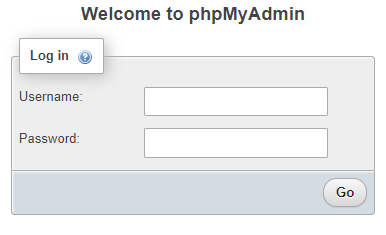 Welcome to phpMyAdmin
Log in
Username:
Password:
Go